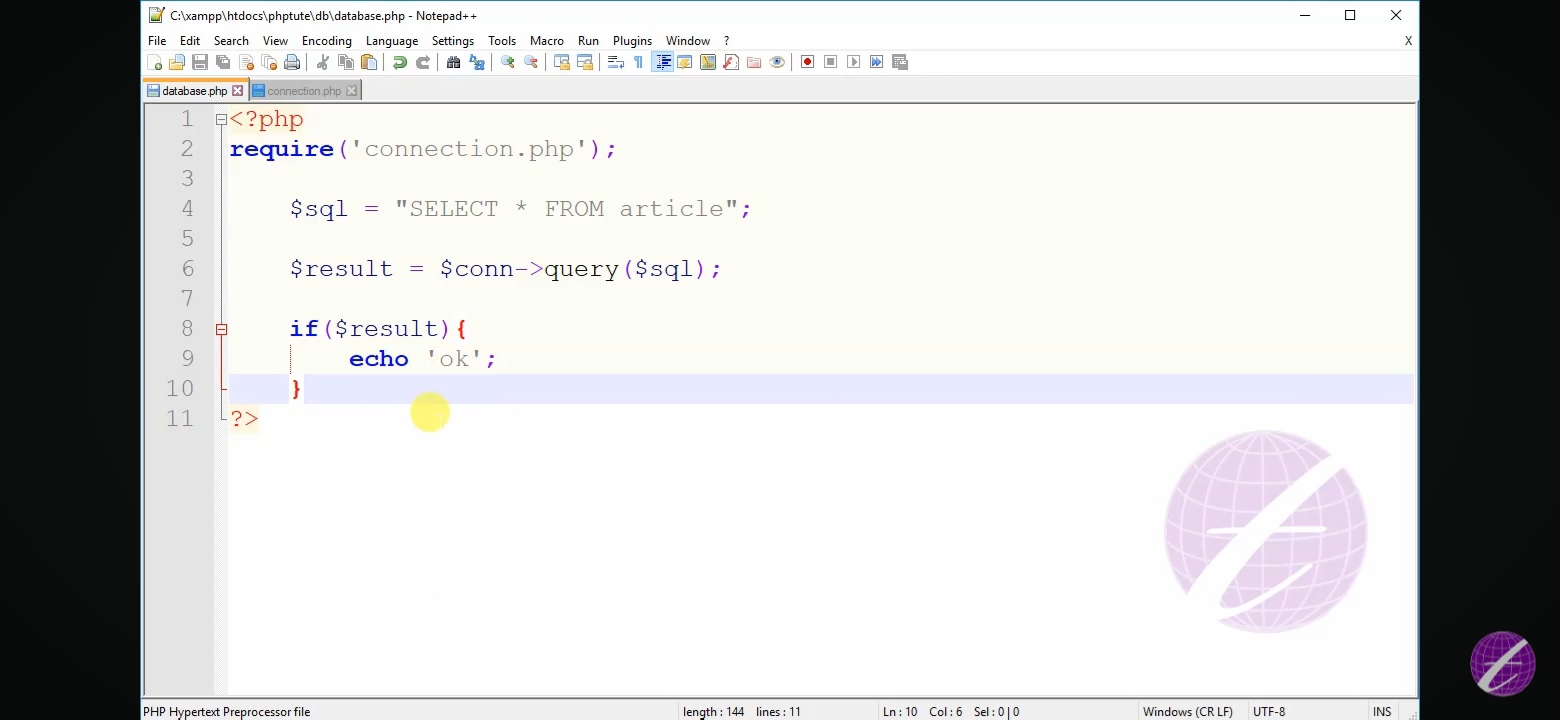 C:\xampp\htdocs\phptute\db\database.php - Notepad++
File Edit Search View Encoding Language Settings Tools Macro Run Plugins Window ? X
database.php connection.php
1 <?php
2 require('connection.php');
3
4 $sql = "SELECT * FROM article";
5
6 $result = $conn->query($sql);
7
8 if($result){
9 echo 'ok';
10 }
11 ?>
PHP Hypertext Preprocessor file length : 144 lines : 11 Ln : 10 Col : 6 Sel : 0 | 0 Windows (CR LF) UTF-8 INS